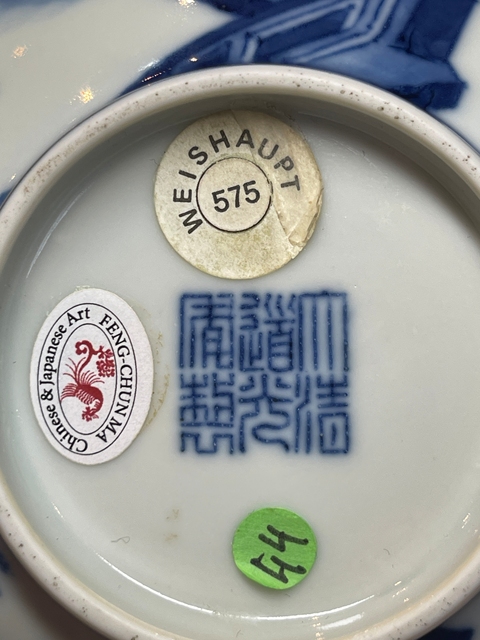 WEISHAUPT
575
FENG-CHUN MA
Chinese & Japanese Art
大清
道光
年製
44